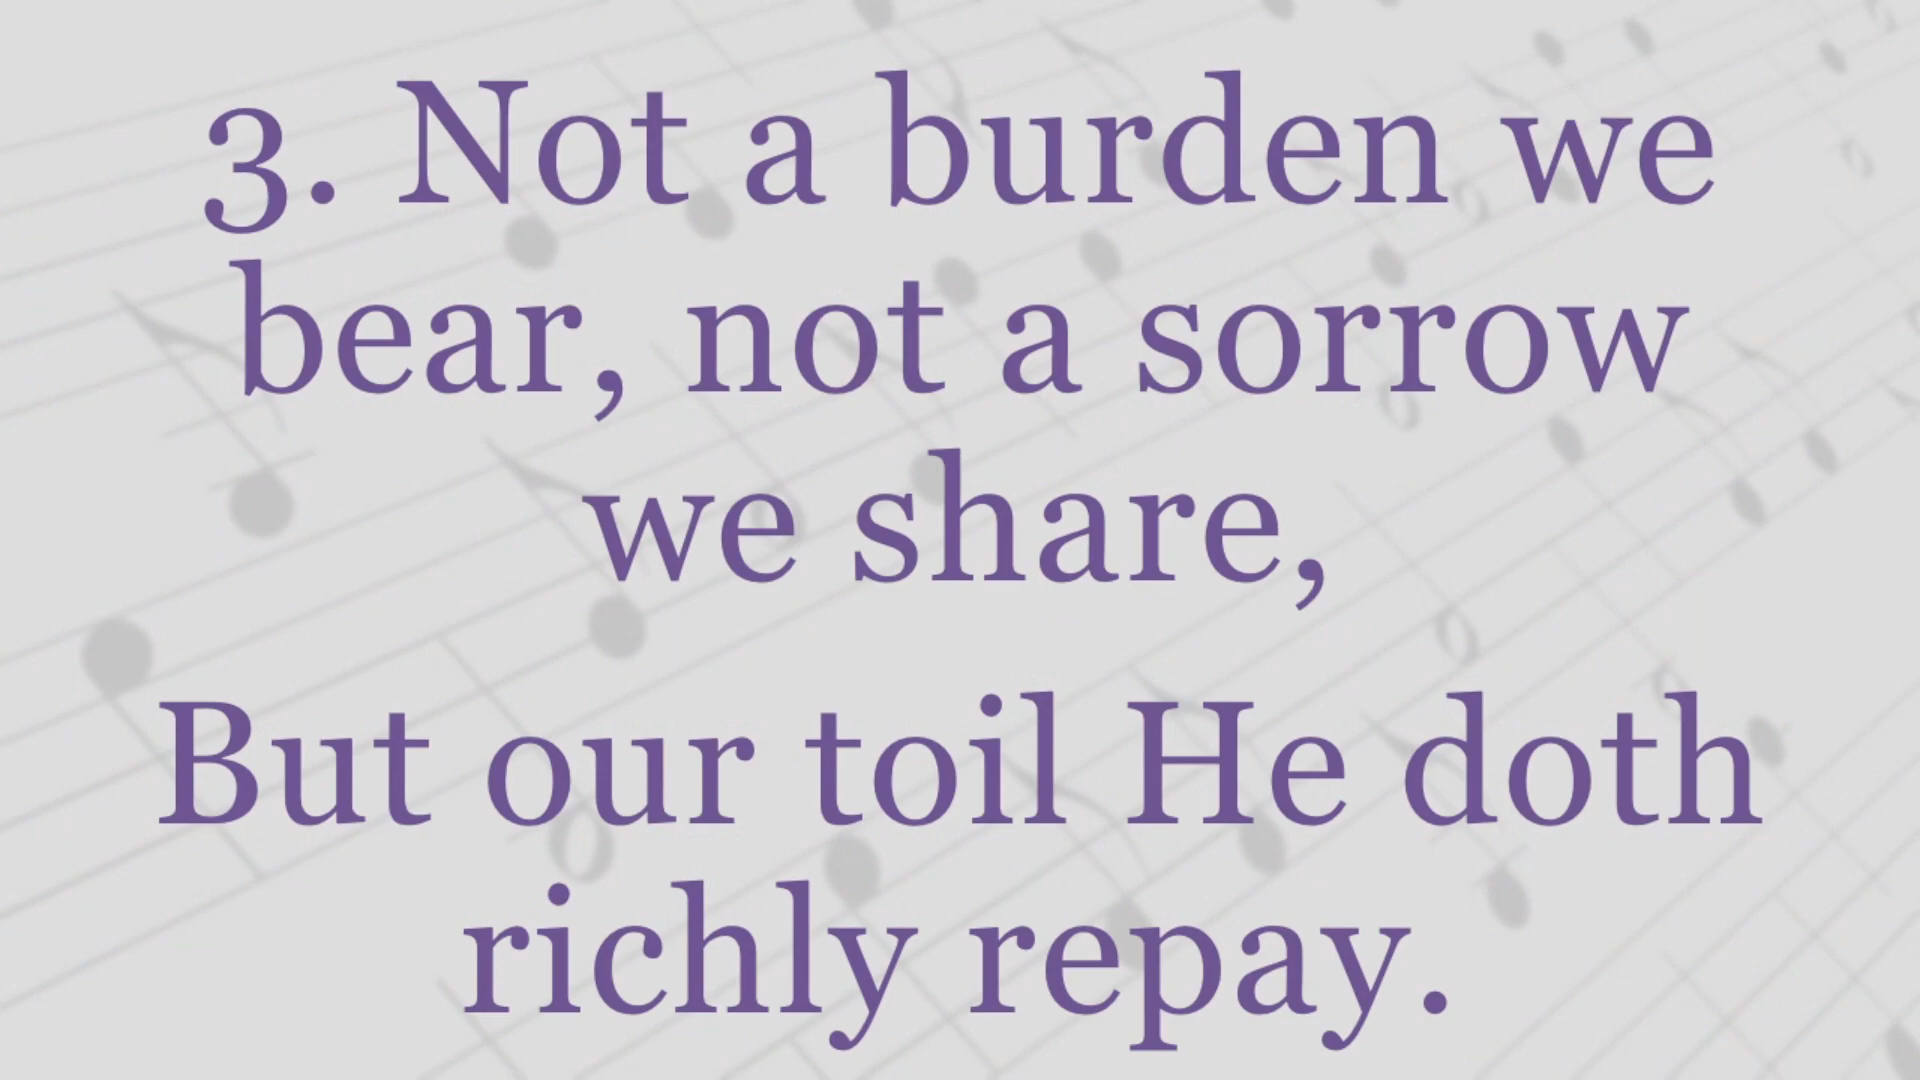 3. Not a burden we
bear, not a sorrow
we share,
But our toil He doth
richly repay.